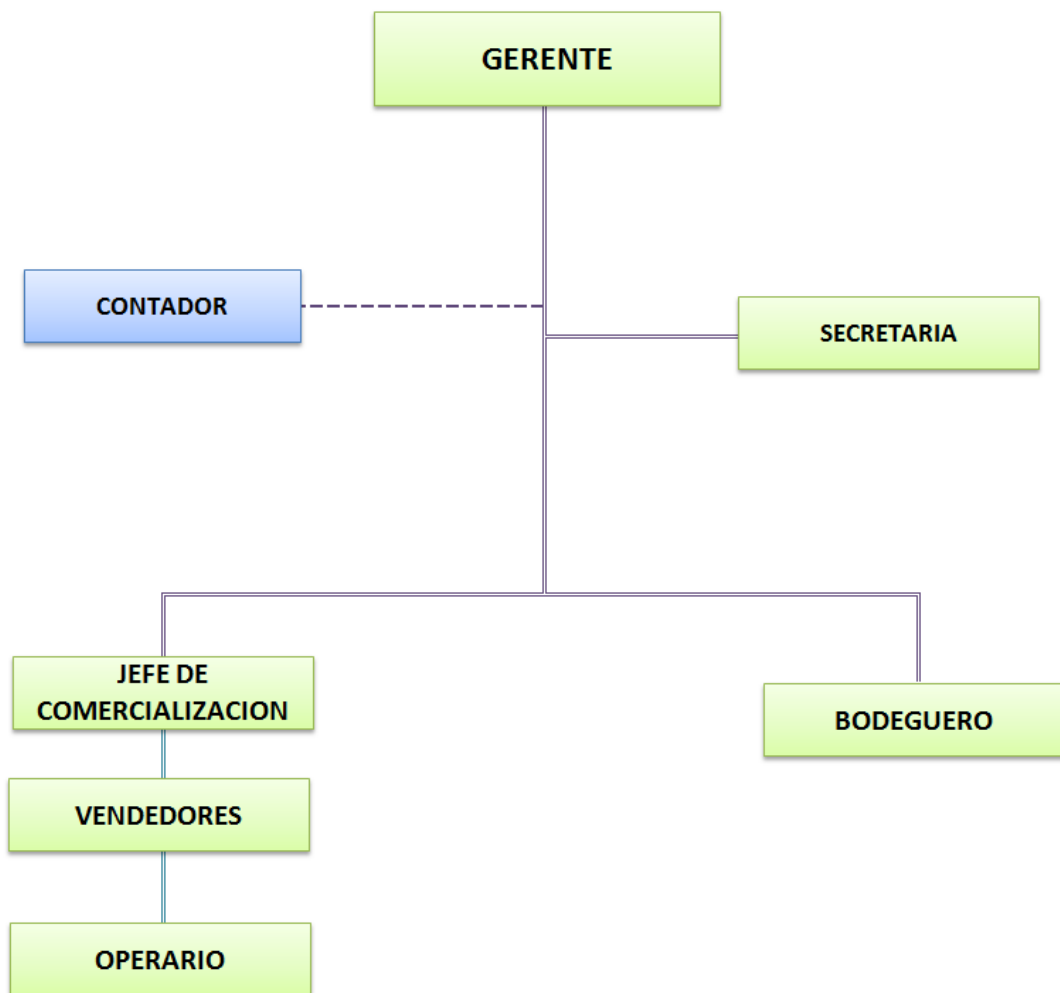 GERENTE
CONTADOR
SECRETARIA
JEFE DE
COMERCIALIZACION
BODEGUERO
VENDEDORES
OPERARIO